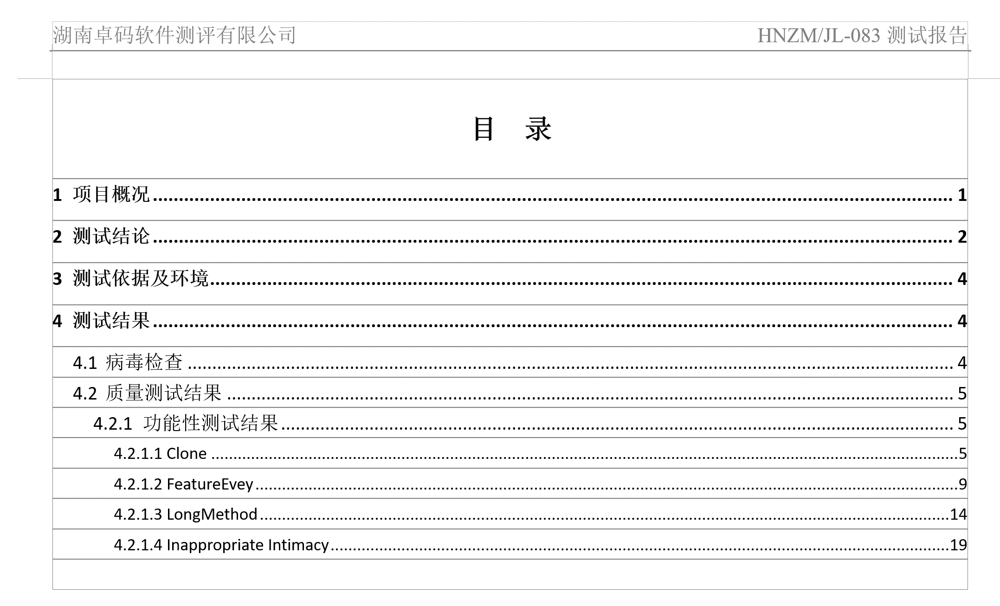 湖南卓码软件测评有限公司 HNZM/JL-083 测试报告
目 录
1 项目概况 1
2 测试结论 2
3 测试依据及环境 4
4 测试结果 4
4.1 病毒检查 4
4.2 质量测试结果 5
4.2.1 功能性测试结果 5
4.2.1.1 Clone 5
4.2.1.2 FeatureEvey 9
4.2.1.3 LongMethod 14
4.2.1.4 Inappropriate Intimacy 19